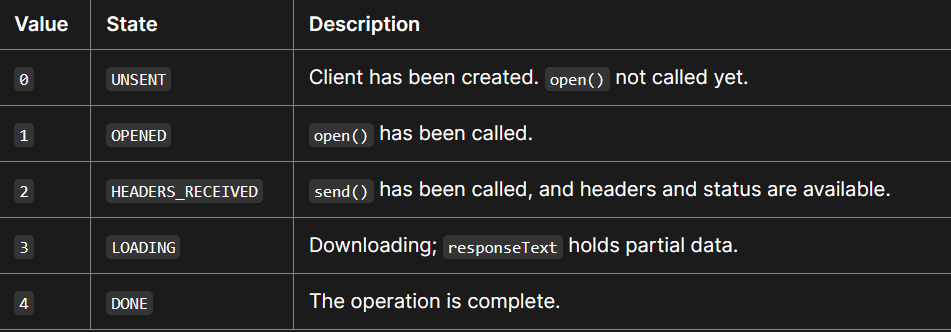 Value State Description
0 UNSENT Client has been created. open() not called yet.
1 OPENED open() has been called.
2 HEADERS_RECEIVED send() has been called, and headers and status are available.
3 LOADING Downloading; responseText holds partial data.
4 DONE The operation is complete.